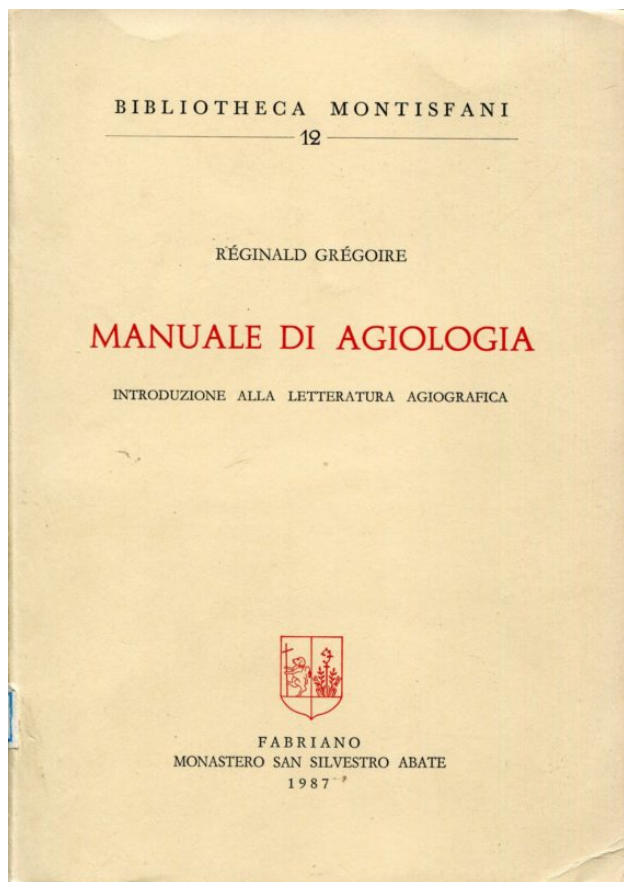 BIBLIOTHECA MONTISFANI
12
RÉGINALD GRÉGOIRE
MANUALE DI AGIOLOGIA
INTRODUZIONE ALLA LETTERATURA AGIOGRAFICA
FABRIANO
MONASTERO SAN SILVESTRO ABATE
1987